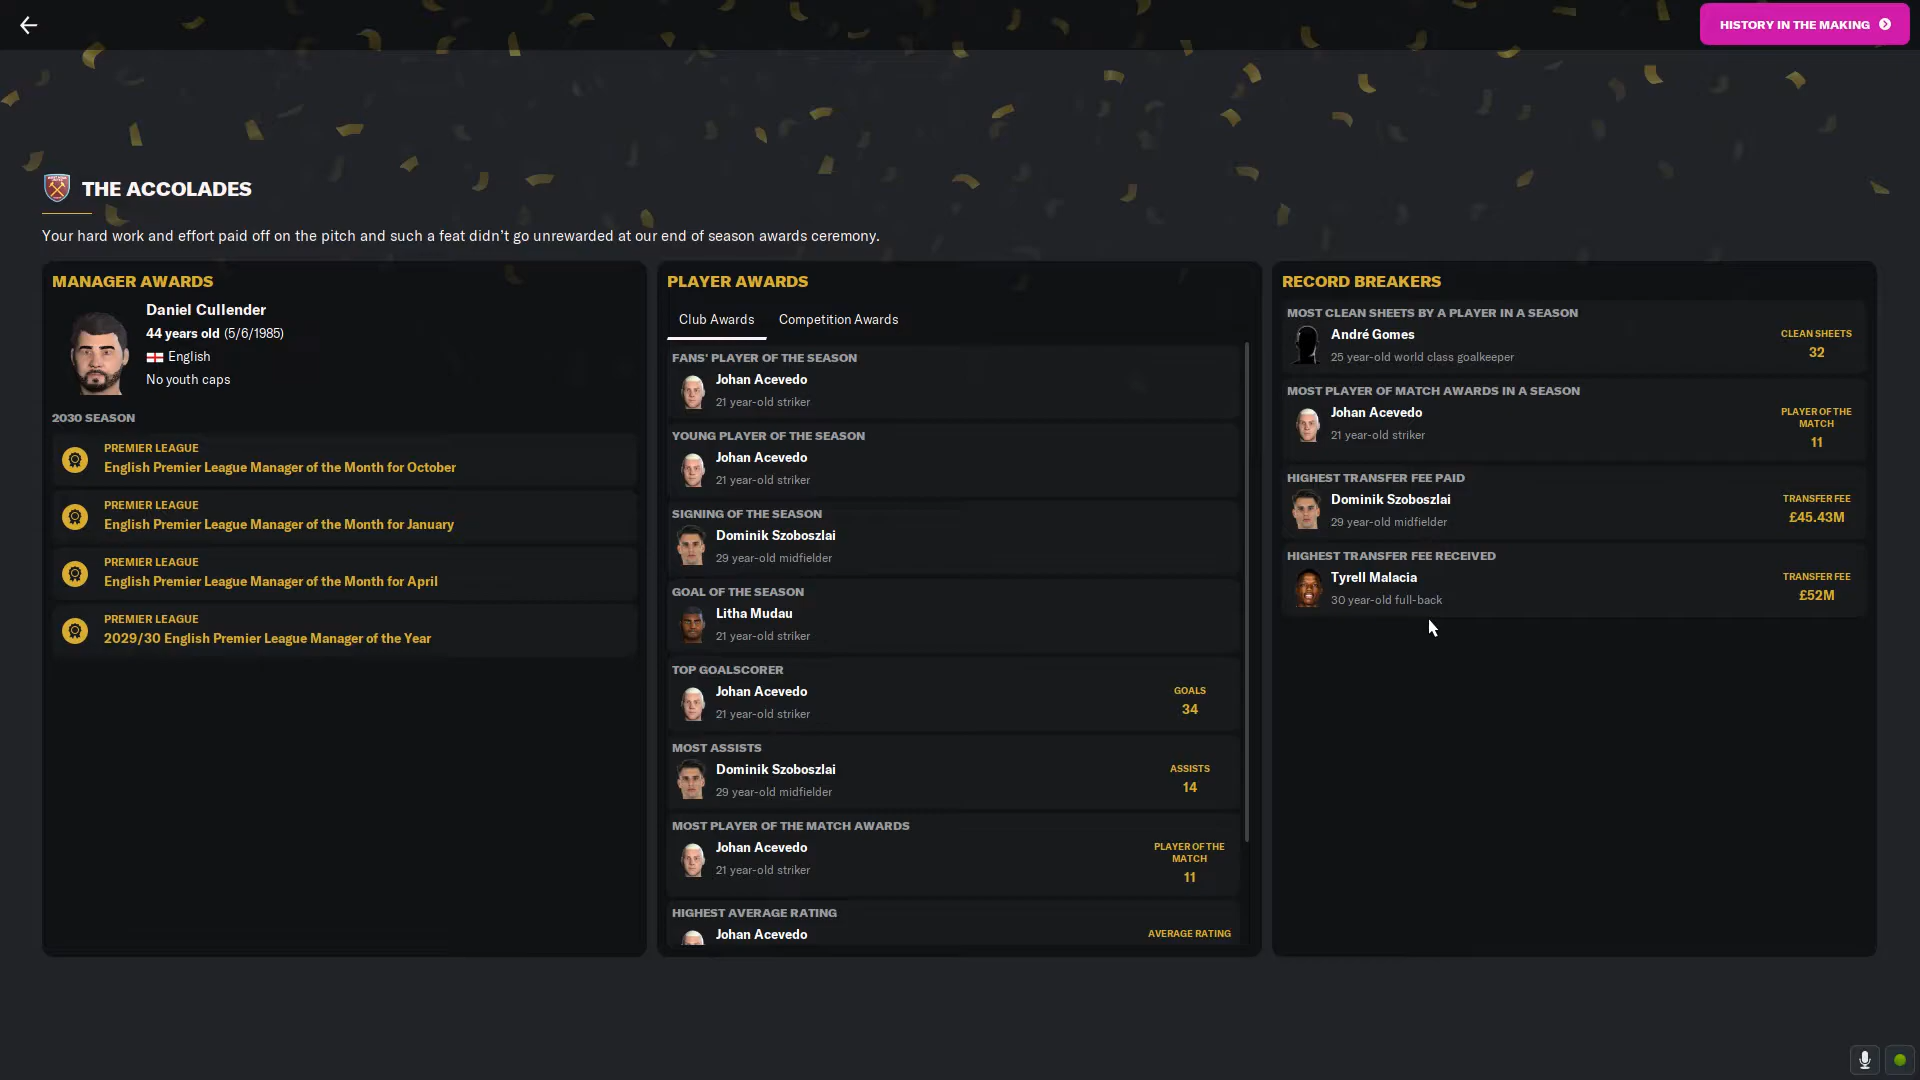 HISTORY IN THE MAKING
THE ACCOLADES
Your hard work and effort paid off on the pitch and such a feat didn't go unrewarded at our end of season awards ceremony.
MANAGER AWARDS
Daniel Cullender
44 years old (5/6/1985)
English
No youth caps
2030 SEASON
PREMIER LEAGUE
English Premier League Manager of the Month for October
PREMIER LEAGUE
English Premier League Manager of the Month for January
PREMIER LEAGUE
English Premier League Manager of the Month for April
PREMIER LEAGUE
2029/30 English Premier League Manager of the Year
PLAYER AWARDS
Club Awards Competition Awards
FANS' PLAYER OF THE SEASON
Johan Acevedo
21 year-old striker
YOUNG PLAYER OF THE SEASON
Johan Acevedo
21 year-old striker
SIGNING OF THE SEASON
Dominik Szoboszlai
29 year-old midfielder
GOAL OF THE SEASON
Litha Mudau
21 year-old striker
TOP GOALSCORER
Johan Acevedo
21 year-old striker
GOALS
34
MOST ASSISTS
Dominik Szoboszlai
29 year-old midfielder
ASSISTS
14
MOST PLAYER OF THE MATCH AWARDS
Johan Acevedo
21 year-old striker
PLAYER OF THE
MATCH
11
HIGHEST AVERAGE RATING
Johan Acevedo
AVERAGE RATING
RECORD BREAKERS
MOST CLEAN SHEETS BY A PLAYER IN A SEASON
André Gomes
25 year-old world class goalkeeper
CLEAN SHEETS
32
MOST PLAYER OF MATCH AWARDS IN A SEASON
Johan Acevedo
21 year-old striker
PLAYER OF THE
MATCH
11
HIGHEST TRANSFER FEE PAID
Dominik Szoboszlai
29 year-old midfielder
TRANSFER FEE
£45.43M
HIGHEST TRANSFER FEE RECEIVED
Tyrell Malacia
30 year-old full-back
TRANSFER FEE
£52M